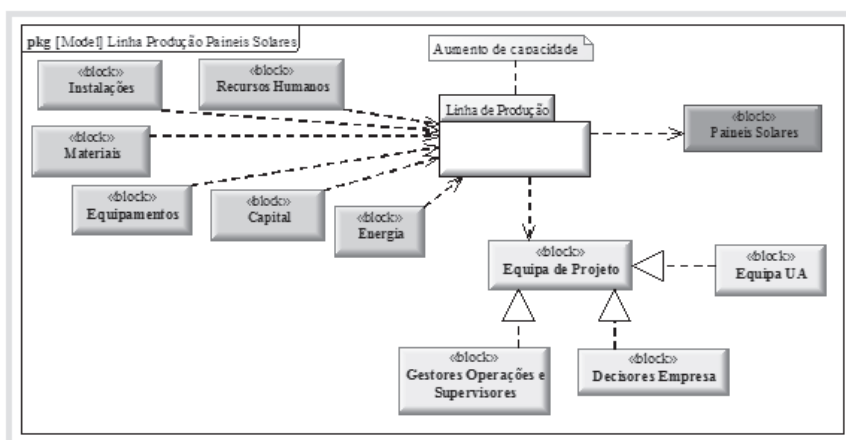 pkg [Model] Linha Produção Paineis Solares
Aumento de capacidade
«block»
Instalações
«block»
Recursos Humanos
Linha de Produção
«block»
Paineis Solares
«block»
Materiais
«block»
Equipamentos
«block»
Capital
«block»
Energia
«block»
Equipa de Projeto
«block»
Equipa UA
«block»
Gestores Operações e
Supervisores
«block»
Decisores Empresa